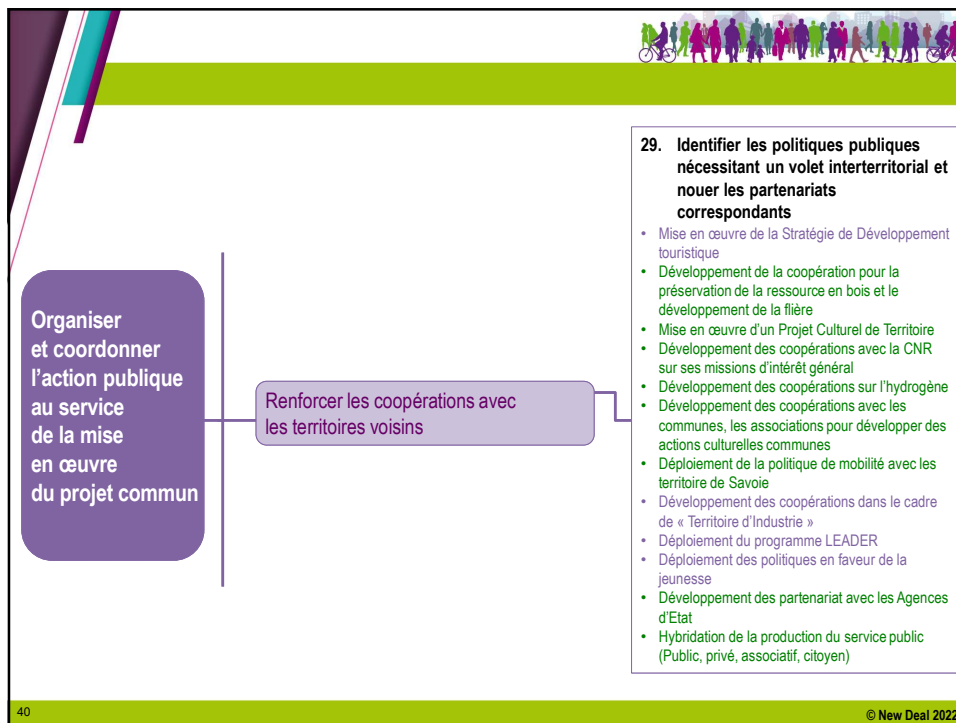 Organiser
et coordonner
l'action publique
au service
de la mise
en œuvre
du projet commun
Renforcer les coopérations avec
les territoires voisins
29. Identifier les politiques publiques
nécessitant un volet interterritorial et
nouer les partenariats
correspondants
• Mise en œuvre de la Stratégie de Développement
touristique
• Développement de la coopération pour la
préservation de la ressource en bois et le
développement de la flière
• Mise en œuvre d'un Projet Culturel de Territoire
• Développement des coopérations avec la CNR
sur ses missions d'intérêt général
• Développement des coopérations sur l'hydrogène
• Développement des coopérations avec les
communes, les associations pour développer des
actions culturelles communes
• Déploiement de la politique de mobilité avec les
territoire de Savoie
• Développement des coopérations dans le cadre
de « Territoire d'Industrie »
• Déploiement du programme LEADER
• Déploiement des politiques en faveur de la
jeunesse
• Développement des partenariat avec les Agences
d'Etat
• Hybridation de la production du service public
(Public, privé, associatif, citoyen)
40
© New Deal 2022